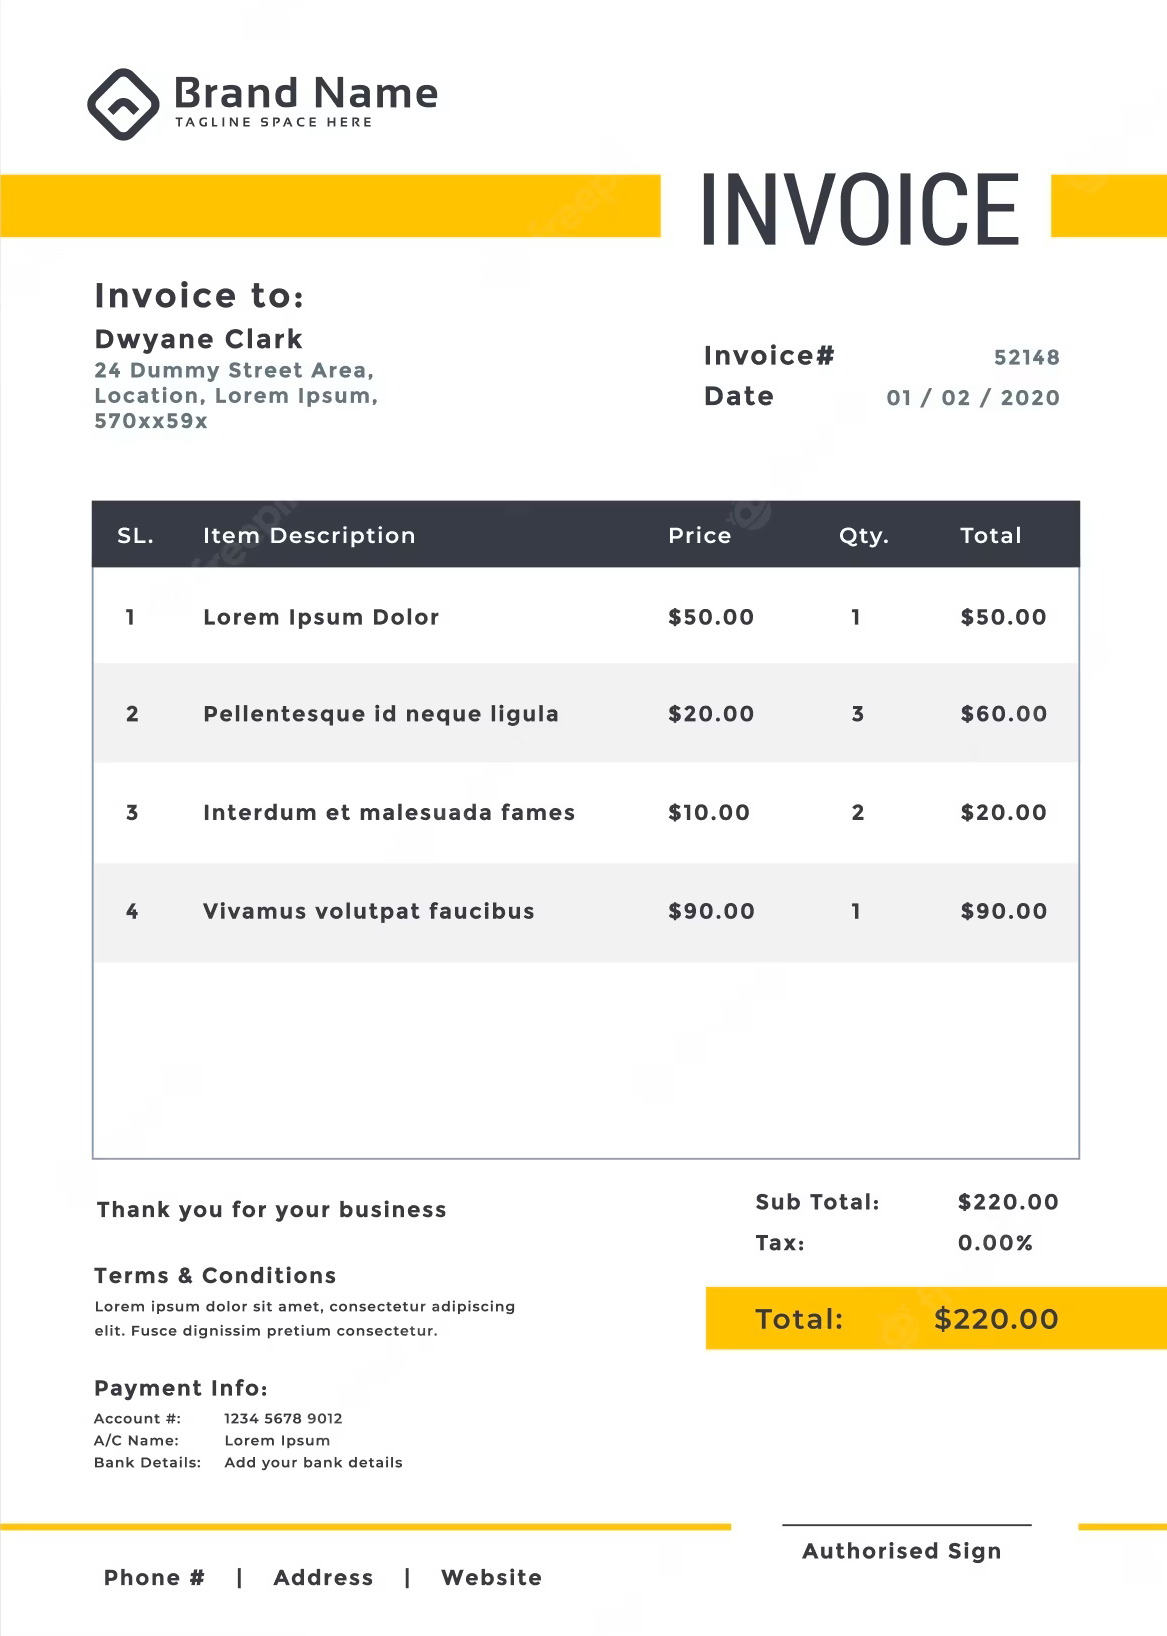 Brand Name
TAGLINE SPACE HERE
INVOICE
Invoice to:
Dwyane Clark
24 Dummy Street Area,
Location, Lorem Ipsum,
570xx59x
Invoice# 52148
Date 01 / 02 / 2020
SL. Item Description Price Qty. Total
1 Lorem Ipsum Dolor $50.00 1 $50.00
2 Pellentesque id neque ligula $20.00 3 $60.00
3 Interdum et malesuada fames $10.00 2 $20.00
4 Vivamus volutpat faucibus $90.00 1 $90.00
Thank you for your business
Sub Total: $220.00
Tax: 0.00%
Total: $220.00
Terms & Conditions
Lorem ipsum dolor sit amet, consectetur adipiscing
elit. Fusce dignissim pretium consectetur.
Payment Info:
Account #: 1234 5678 9012
A/C Name: Lorem Ipsum
Bank Details: Add your bank details
Authorised Sign
Phone # | Address | Website